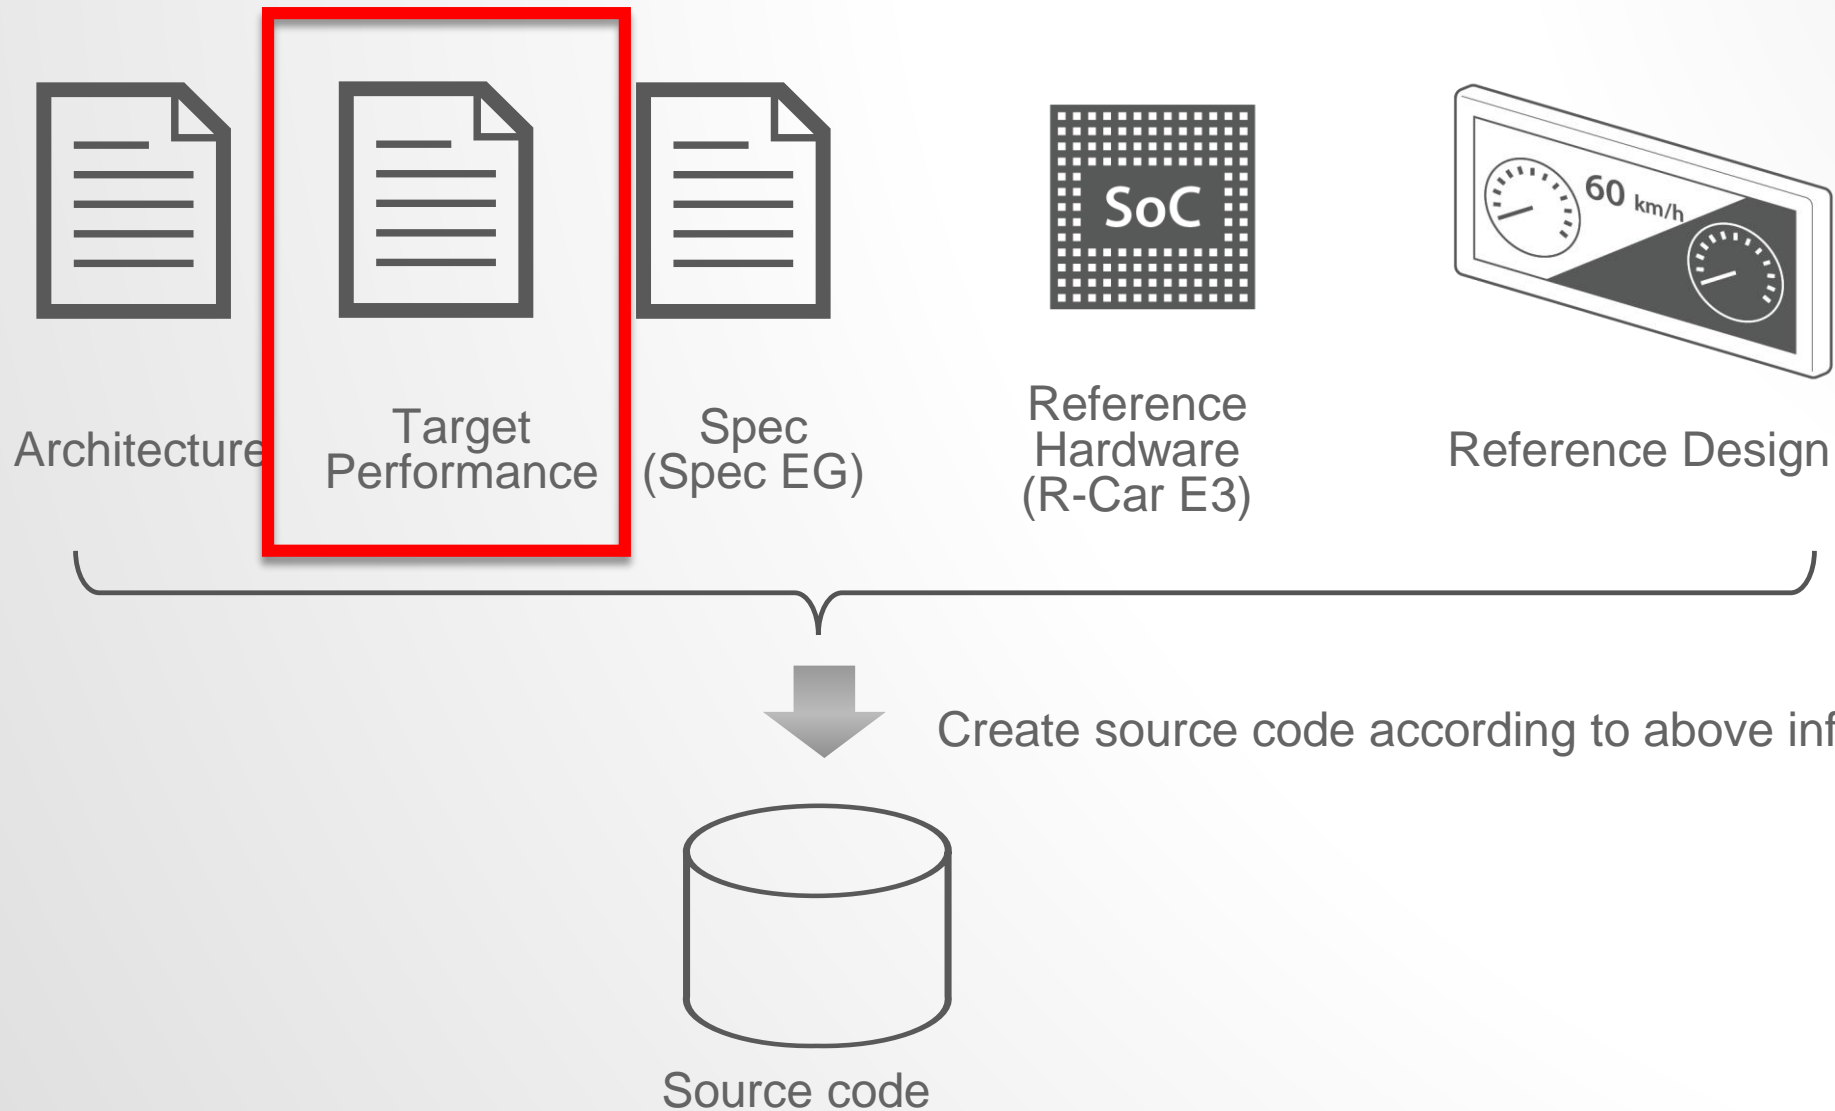 SoC
60 km/h
Architecture
Target
Performance
Spec
(Spec EG)
Reference
Hardware
(R-Car E3)
Reference Design
Create source code according to above inf
Source code